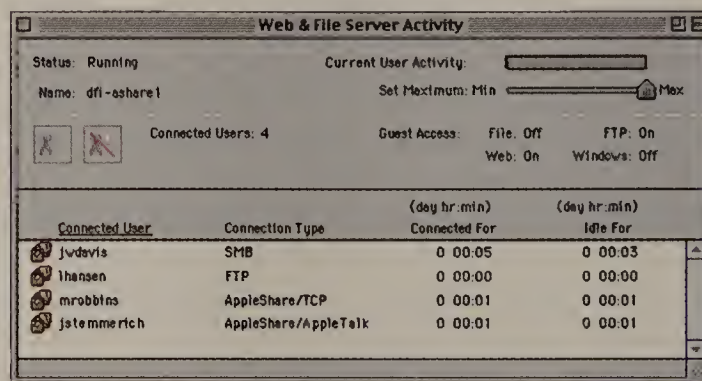 Web & File Server Activity
Status: Running
Current User Activity:
Name: dfi-ashare1
Set Maximum: Min Max
Connected Users: 4
Guest Access: File: Off FTP: On
Web: On Windows: Off
(day hr:min) (day hr:min)
Connected User Connection Type Connected For Idle For
jwdavis SMB 0 00:05 0 00:03
lhansen FTP 0 00:00 0 00:00
mrobbins AppleShare/TCP 0 00:01 0 00:01
jstemmerich AppleShare/AppleTalk 0 00:01 0 00:01